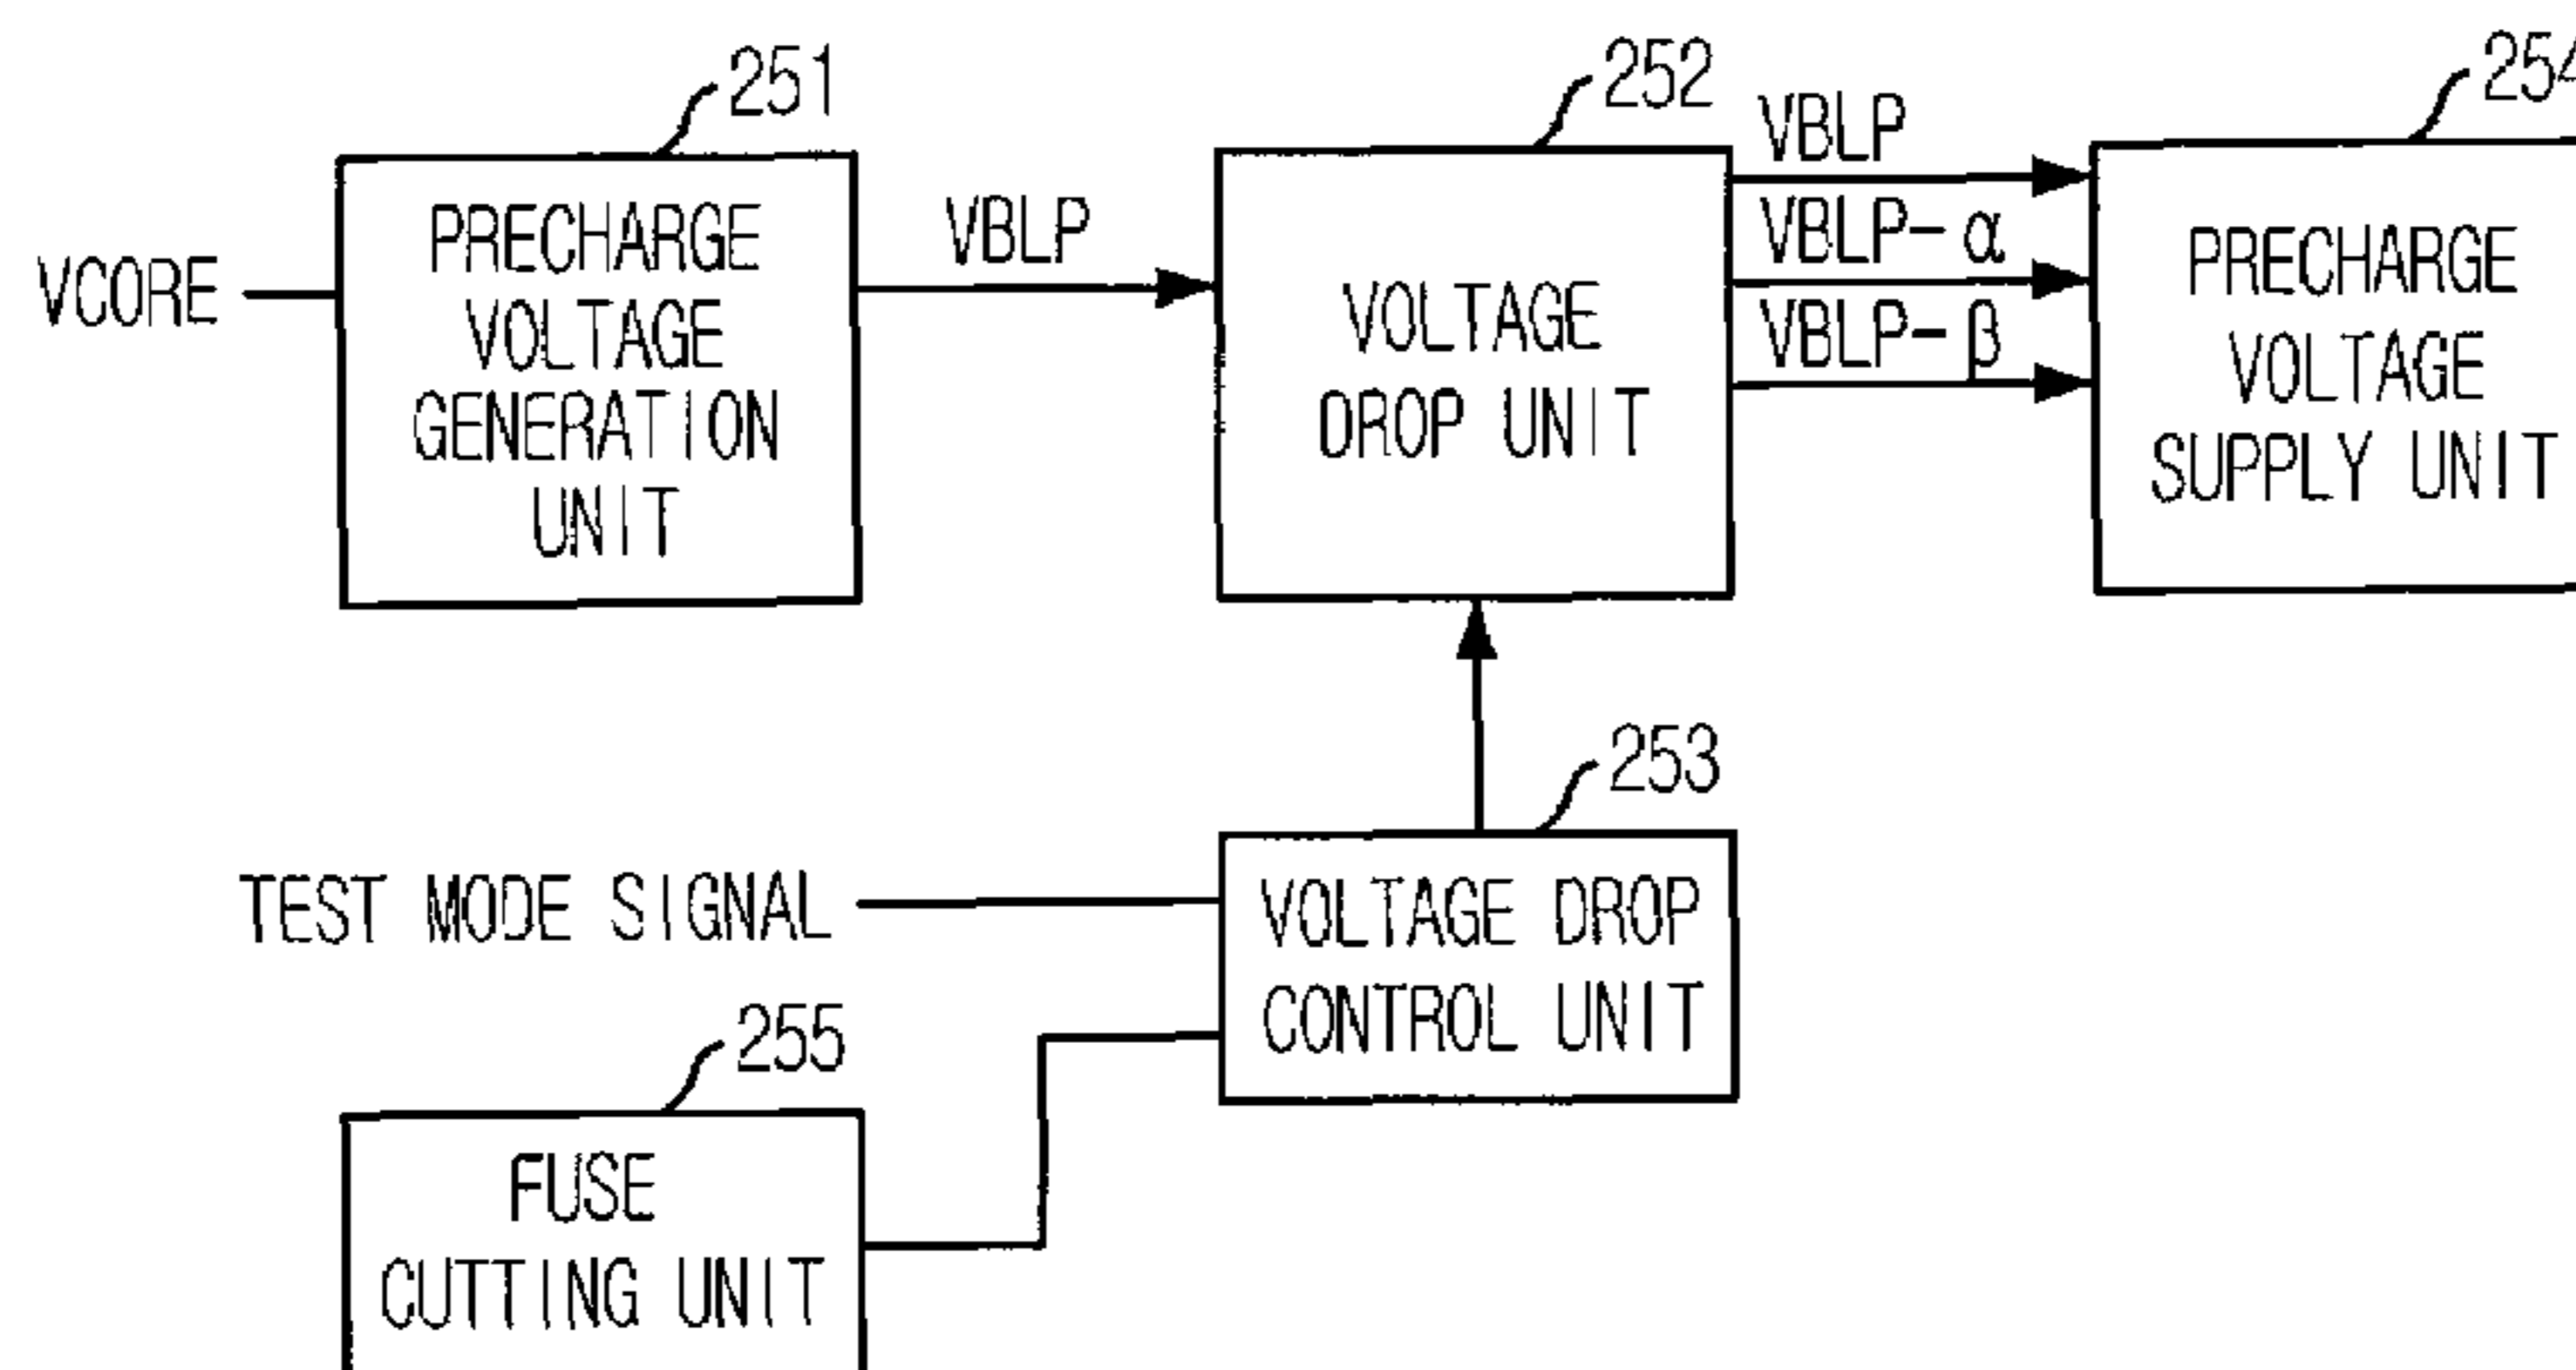 251
252
254
VCORE
PRECHARGE
VOLTAGE
GENERATION
UNIT
VBLP
VOLTAGE
DROP UNIT
VBLP
VBLP-α
VBLP-β
PRECHARGE
VOLTAGE
SUPPLY UNIT
253
TEST MODE SIGNAL
VOLTAGE DROP
CONTROL UNIT
255
FUSE
CUTTING UNIT